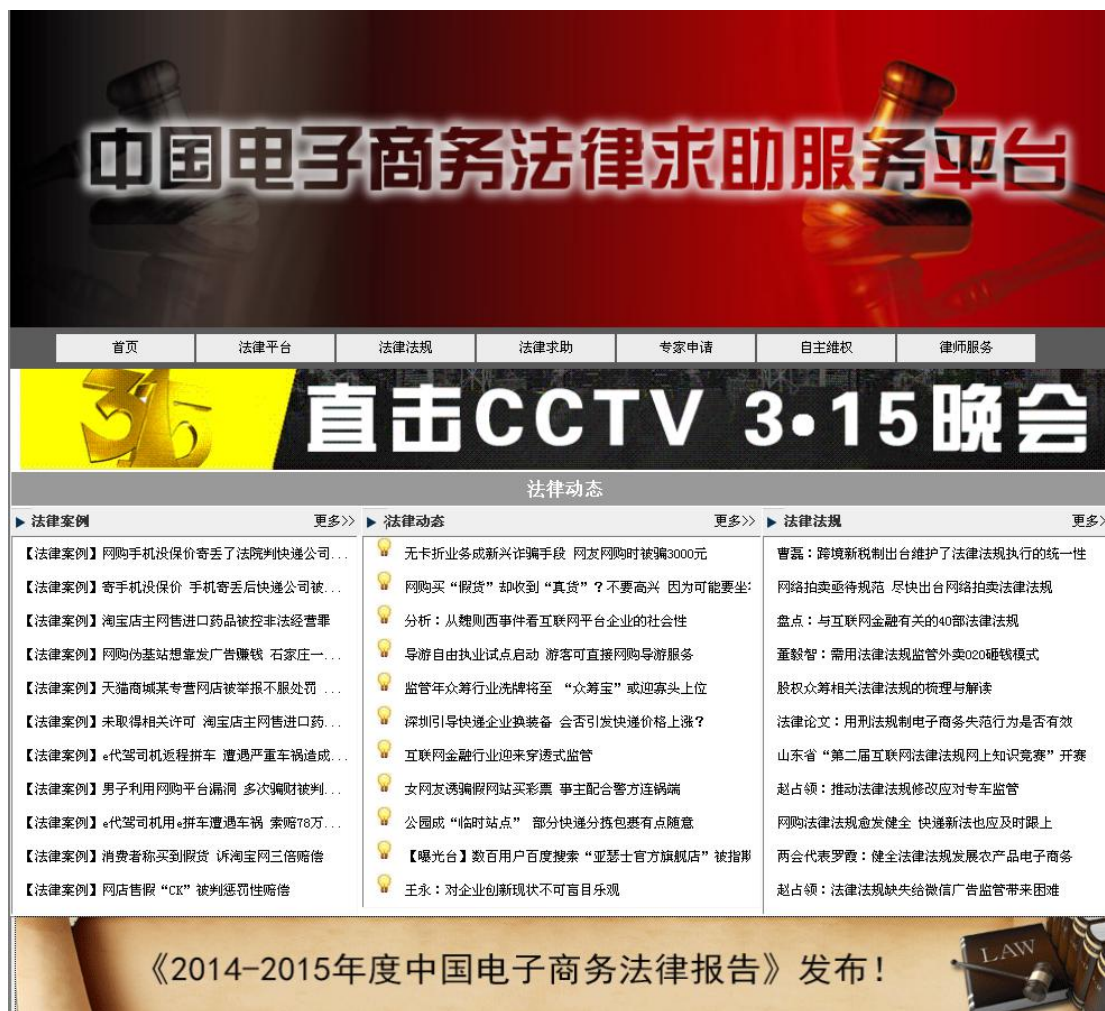 中国电子商务法律求助服务平台
首页 法律平台 法律法规 法律求助 专家申请 自主维权 律师服务
315 直击CCTV 3•15晚会
法律动态
法律案例 更多>>
【法律案例】网购手机没保价寄丢了法院判快递公司...
【法律案例】寄手机没保价 手机寄丢后快递公司被...
【法律案例】淘宝店主网售进口药品被控非法经营罪
【法律案例】网购伪基站想靠发广告赚钱 石家庄一...
【法律案例】天猫商城某专营网店被举报不服处罚 ...
【法律案例】未取得相关许可 淘宝店主网售进口药...
【法律案例】e代驾司机返程拼车 遭遇严重车祸造成...
【法律案例】男子利用网购平台漏洞 多次骗财被判...
【法律案例】e代驾司机用e拼车遭遇车祸 索赔78万...
【法律案例】消费者称买到假货 诉淘宝网三倍赔偿
【法律案例】网店售假“CK”被判惩罚性赔偿
法律动态 更多>>
无卡折业务成新兴诈骗手段 网友网购时被骗3000元
网购买“假货”却收到“真货”？不要高兴 因为可能要坐
分析：从魏则西事件看互联网平台企业的社会性
导游自由执业试点启动 游客可直接网购导游服务
监管年众筹行业洗牌将至 “众筹宝”或迎寡头上位
深圳引导快递企业换装备 会否引发快递价格上涨？
互联网金融行业迎来穿透式监管
女网友诱骗假网站买彩票 事主配合警方连锅端
公园成“临时站点” 部分快递分拣包裹有点随意
【曝光台】数百用户百度搜索“亚瑟士官方旗舰店”被指欺
王永：对企业创新现状不可盲目乐观
法律法规 更多>
曹磊：跨境新税制出台维护了法律法规执行的统一性
网络拍卖亟待规范 尽快出台网络拍卖法律法规
盘点：与互联网金融有关的40部法律法规
董毅智：需用法律法规监管外卖O2O砸钱模式
股权众筹相关法律法规的梳理与解读
法律论文：用刑法规制电子商务失范行为是否有效
山东省“第二届互联网法律法规网上知识竞赛”开赛
赵占领：推动法律法规修改应对专车监管
网购法律法规愈发健全 快递新法也应及时跟上
两会代表罗霞：健全法律法规发展农产品电子商务
赵占领：法律法规缺失给微信广告监管带来困难
《2014-2015年度中国电子商务法律报告》发布！
LAW